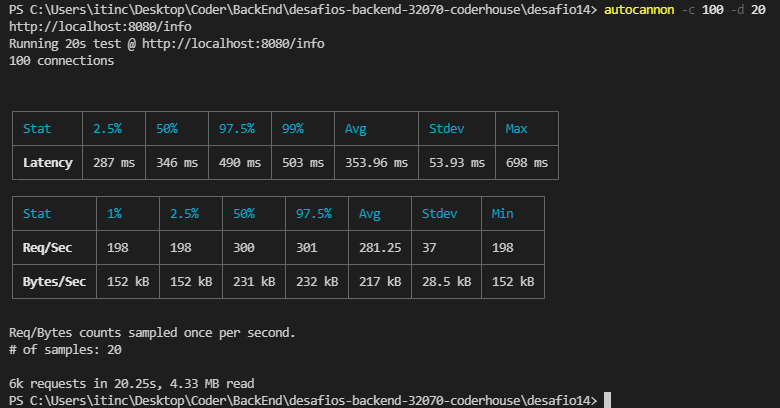 PS C:\Users\itinc\Desktop\Coder\BackEnd\desafios-backend-32070-coderhouse\desafio14> autocannon -c 100 -d 20
http://localhost:8080/info
Running 20s test @ http://localhost:8080/info
100 connections
Stat 2.5% 50% 97.5% 99% Avg Stdev Max
Latency 287 ms 346 ms 490 ms 503 ms 353.96 ms 53.93 ms 698 ms
Stat 1% 2.5% 50% 97.5% Avg Stdev Min
Req/Sec 198 198 300 301 281.25 37 198
Bytes/Sec 152 kB 152 kB 231 kB 232 kB 217 kB 28.5 kB 152 kB
Req/Bytes counts sampled once per second.
# of samples: 20
6k requests in 20.25s, 4.33 MB read
PS C:\Users\itinc\Desktop\Coder\BackEnd\desafios-backend-32070-coderhouse\desafio14>